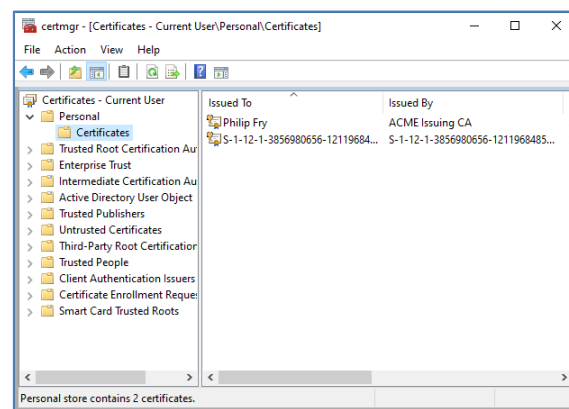 certmgr - [Certificates - Current User\Personal\Certificates]
File Action View Help
Certificates - Current User
Personal
Certificates
Trusted Root Certification Au
Enterprise Trust
Intermediate Certification Au
Active Directory User Object
Trusted Publishers
Untrusted Certificates
Third-Party Root Certification
Trusted People
Client Authentication Issuers
Certificate Enrollment Reque
Smart Card Trusted Roots
Issued To Issued By
Philip Fry ACME Issuing CA
S-1-12-1-3856980656-12119684... S-1-12-1-3856980656-1211968485...
Personal store contains 2 certificates.